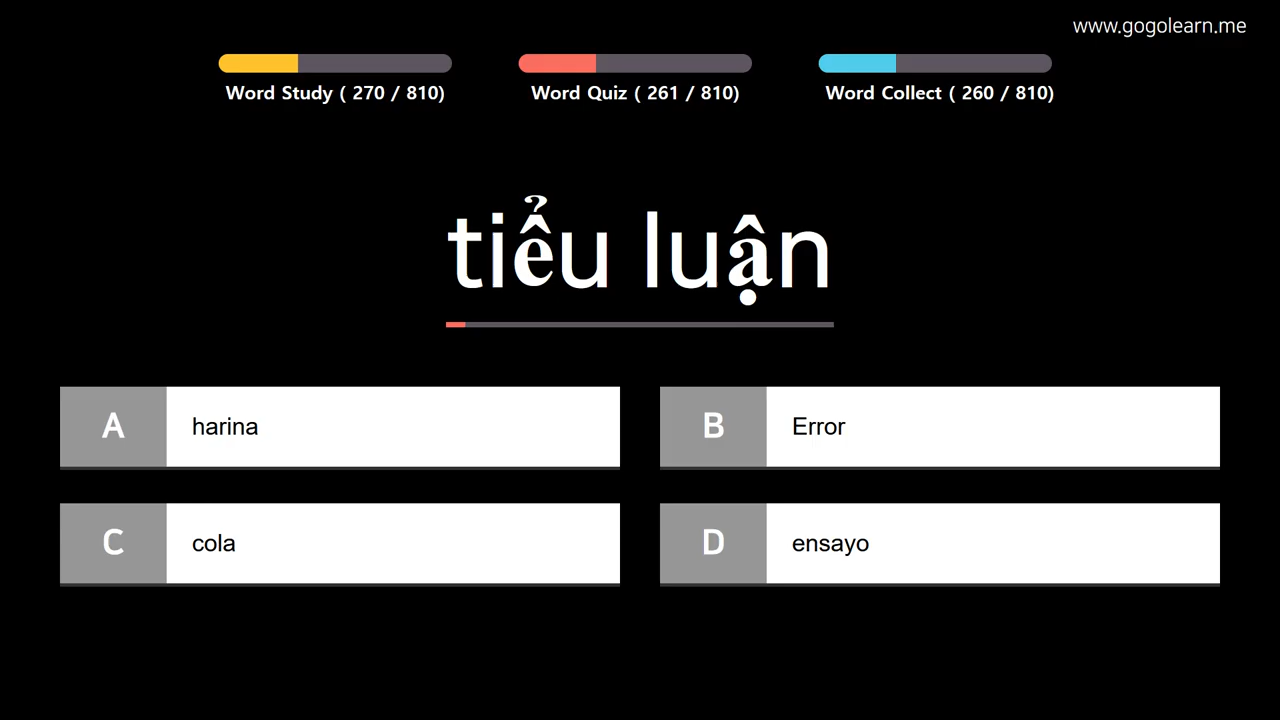 www.gogolearn.me
Word Study ( 270 / 810)
Word Quiz ( 261 / 810)
Word Collect ( 260 / 810)
tiểu luận
A harina
B Error
C cola
D ensayo